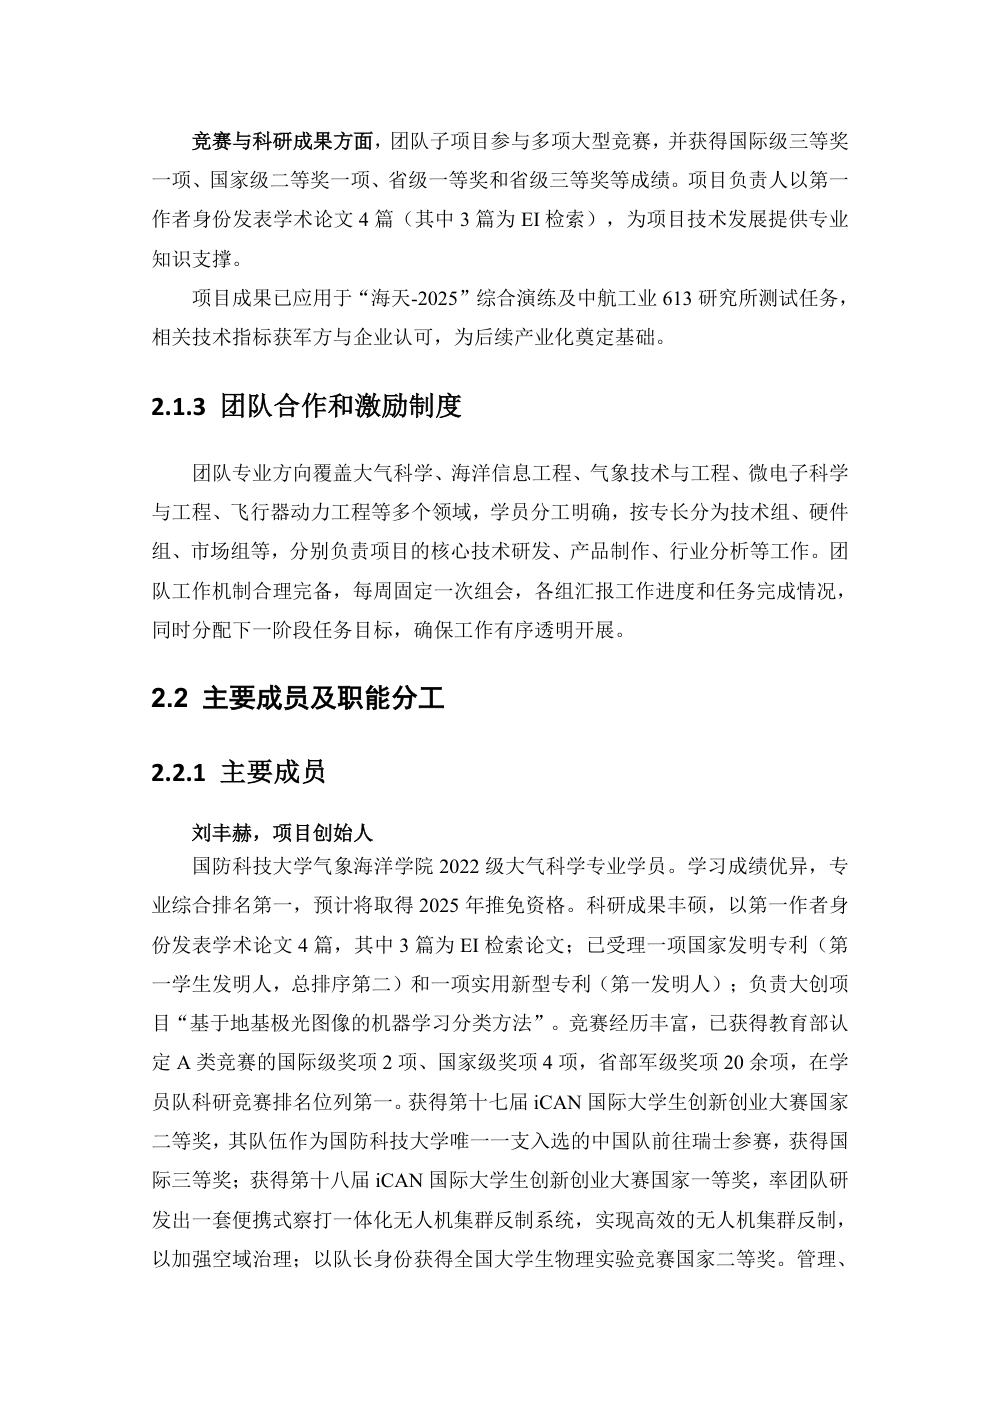 竞赛与科研成果方面，团队子项目参与多项大型竞赛，并获得国际级三等奖
一项、国家级二等奖一项、省级一等奖和省级三等奖等成绩。项目负责人以第一
作者身份发表学术论文 4 篇（其中 3 篇为 EI 检索），为项目技术发展提供专业
知识支撑。
项目成果已应用于“海天-2025”综合演练及中航工业 613 研究所测试任务，
相关技术指标获军方与企业认可，为后续产业化奠定基础。
2.1.3 团队合作和激励制度
团队专业方向覆盖大气科学、海洋信息工程、气象技术与工程、微电子科学
与工程、飞行器动力工程等多个领域，学员分工明确，按专长分为技术组、硬件
组、市场组等，分别负责项目的核心技术研发、产品制作、行业分析等工作。团
队工作机制合理完备，每周固定一次组会，各组汇报工作进度和任务完成情况，
同时分配下一阶段任务目标，确保工作有序透明开展。
2.2 主要成员及职能分工
2.2.1 主要成员
刘丰赫，项目创始人
国防科技大学气象海洋学院 2022 级大气科学专业学员。学习成绩优异，专
业综合排名第一，预计将取得 2025 年推免资格。科研成果丰硕，以第一作者身
份发表学术论文 4 篇，其中 3 篇为 EI 检索论文；已受理一项国家发明专利（第
一学生发明人，总排序第二）和一项实用新型专利（第一发明人）；负责大创项
目“基于地基极光图像的机器学习分类方法”。竞赛经历丰富，已获得教育部认
定 A 类竞赛的国际级奖项 2 项、国家级奖项 4 项，省部军级奖项 20 余项，在学
员队科研竞赛排名位列第一。获得第十七届 iCAN 国际大学生创新创业大赛国家
二等奖，其队伍作为国防科技大学唯一一支入选的中国队前往瑞士参赛，获得国
际三等奖；获得第十八届 iCAN 国际大学生创新创业大赛国家一等奖，率团队研
发出一套便携式察打一体化无人机集群反制系统，实现高效的无人机集群反制，
以加强空域治理；以队长身份获得全国大学生物理实验竞赛国家二等奖。管理、